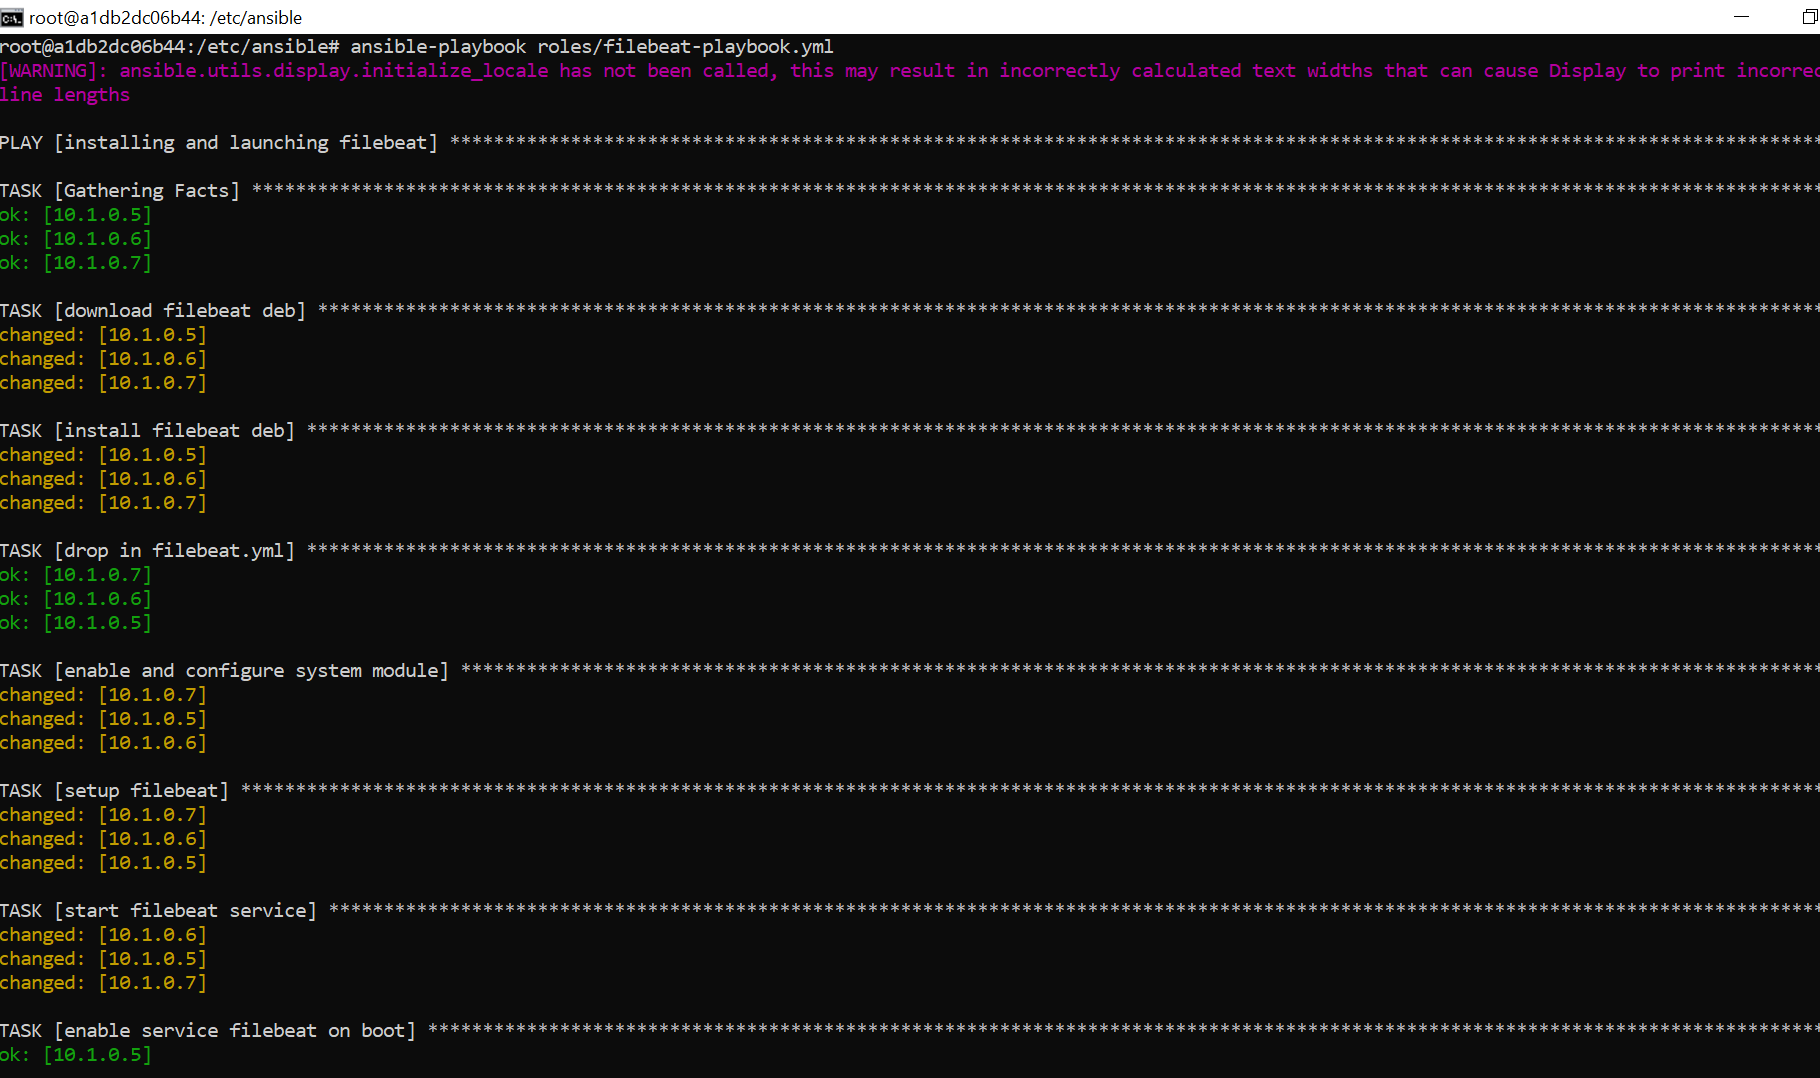 root@a1db2dc06b44: /etc/ansible
root@a1db2dc06b44:/etc/ansible# ansible-playbook roles/filebeat-playbook.yml
[WARNING]: ansible.utils.display.initialize_locale has not been called, this may result in incorrectly calculated text widths that can cause Display to print incorrec
line lengths
PLAY [installing and launching filebeat] *****************************************************************************************************************************
TASK [Gathering Facts] ***********************************************************************************************************************************************
ok: [10.1.0.5]
ok: [10.1.0.6]
ok: [10.1.0.7]
TASK [download filebeat deb] *****************************************************************************************************************************************
changed: [10.1.0.5]
changed: [10.1.0.6]
changed: [10.1.0.7]
TASK [install filebeat deb] ******************************************************************************************************************************************
changed: [10.1.0.5]
changed: [10.1.0.6]
changed: [10.1.0.7]
TASK [drop in filebeat.yml] ******************************************************************************************************************************************
ok: [10.1.0.7]
ok: [10.1.0.6]
ok: [10.1.0.5]
TASK [enable and configure system module] ****************************************************************************************************************************
changed: [10.1.0.7]
changed: [10.1.0.5]
changed: [10.1.0.6]
TASK [setup filebeat] ************************************************************************************************************************************************
changed: [10.1.0.7]
changed: [10.1.0.6]
changed: [10.1.0.5]
TASK [start filebeat service] ****************************************************************************************************************************************
changed: [10.1.0.6]
changed: [10.1.0.5]
changed: [10.1.0.7]
TASK [enable service filebeat on boot] *******************************************************************************************************************************
ok: [10.1.0.5]